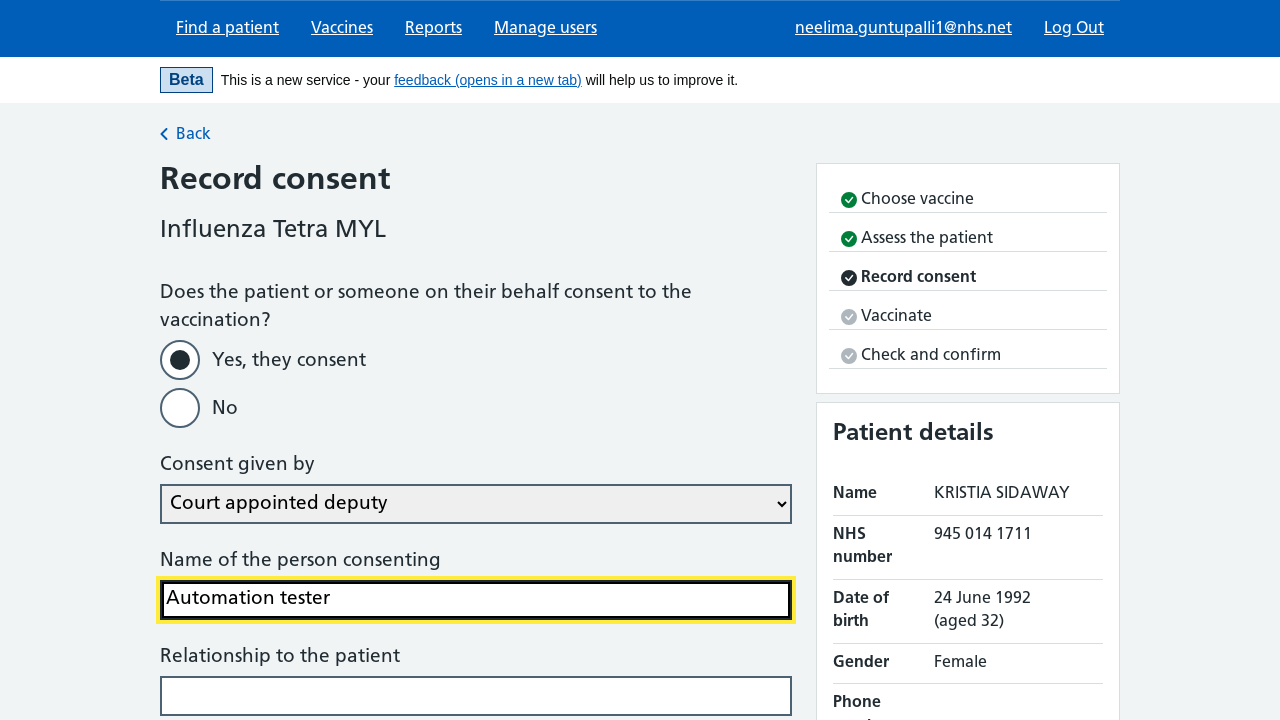 Find a patient Vaccines Reports Manage users neelima.guntupalli1@nhs.net Log Out
Beta This is a new service - your feedback (opens in a new tab) will help us to improve it.
Back
Record consent
Influenza Tetra MYL
Does the patient or someone on their behalf consent to the
vaccination?
Yes, they consent
No
Consent given by
Court appointed deputy
Name of the person consenting
Automation tester
Relationship to the patient
Choose vaccine
Assess the patient
Record consent
Vaccinate
Check and confirm
Patient details
Name KRISTIA SIDAWAY
NHS
number
945 014 1711
Date of
birth
24 June 1992
(aged 32)
Gender Female
Phone